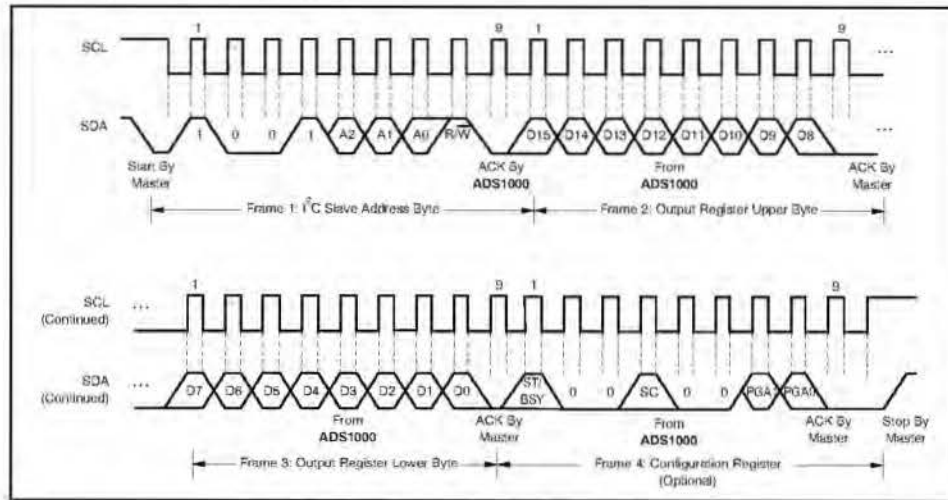 1 9 1 9
SCL ...
SDA 1 0 0 1 A2 A1 A0 R/W D15 D14 D13 D12 D11 D10 D9 D8 ...
Start By Master
ACK By ADS1000
From ADS1000
ACK By Master
Frame 1: I²C Slave Address Byte
Frame 2: Output Register Upper Byte
1 9 1 9
SCL (Continued) ...
SDA (Continued) ... D7 D6 D5 D4 D3 D2 D1 D0 ST/BSY 0 0 SC 0 0 PGA1 PGA0
From ADS1000
ACK By Master
From ADS1000
ACK By Master
Stop By Master
Frame 3: Output Register Lower Byte
Frame 4: Configuration Register
(Optional)